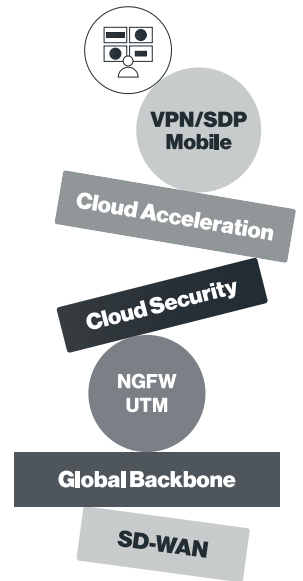 VPN/SDP
Mobile
Cloud Acceleration
Cloud Security
NGFW
UTM
Global Backbone
SD-WAN